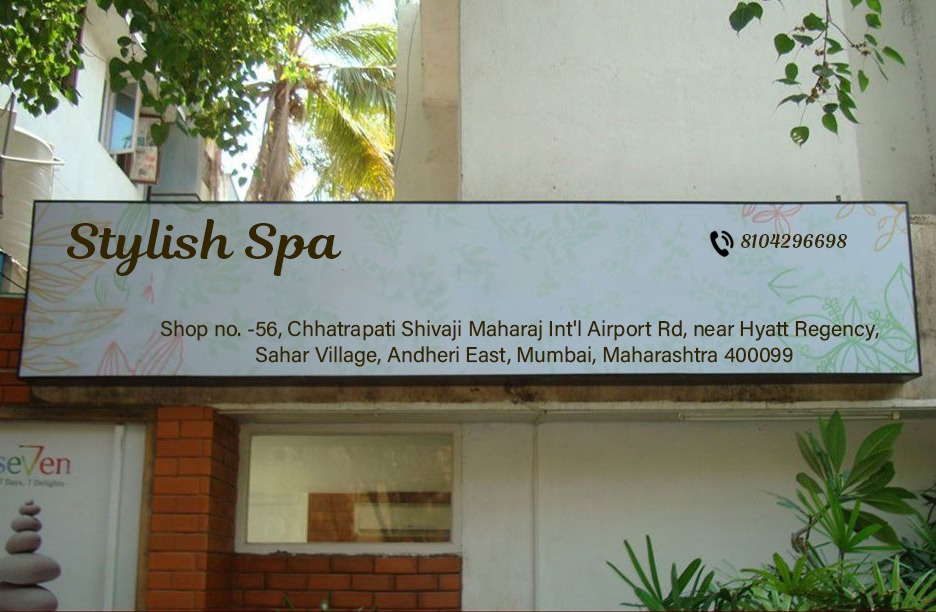 Stylish Spa
8104296698
Shop no. -56, Chhatrapati Shivaji Maharaj Int'l Airport Rd, near Hyatt Regency,
Sahar Village, Andheri East, Mumbai, Maharashtra 400099
seven
7 Days, 7 Delights